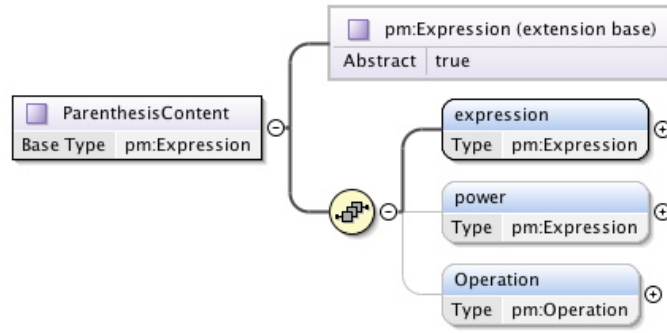 pm:Expression (extension base)
Abstract true
ParenthesisContent
Base Type pm:Expression
expression
Type pm:Expression
power
Type pm:Expression
Operation
Type pm:Operation